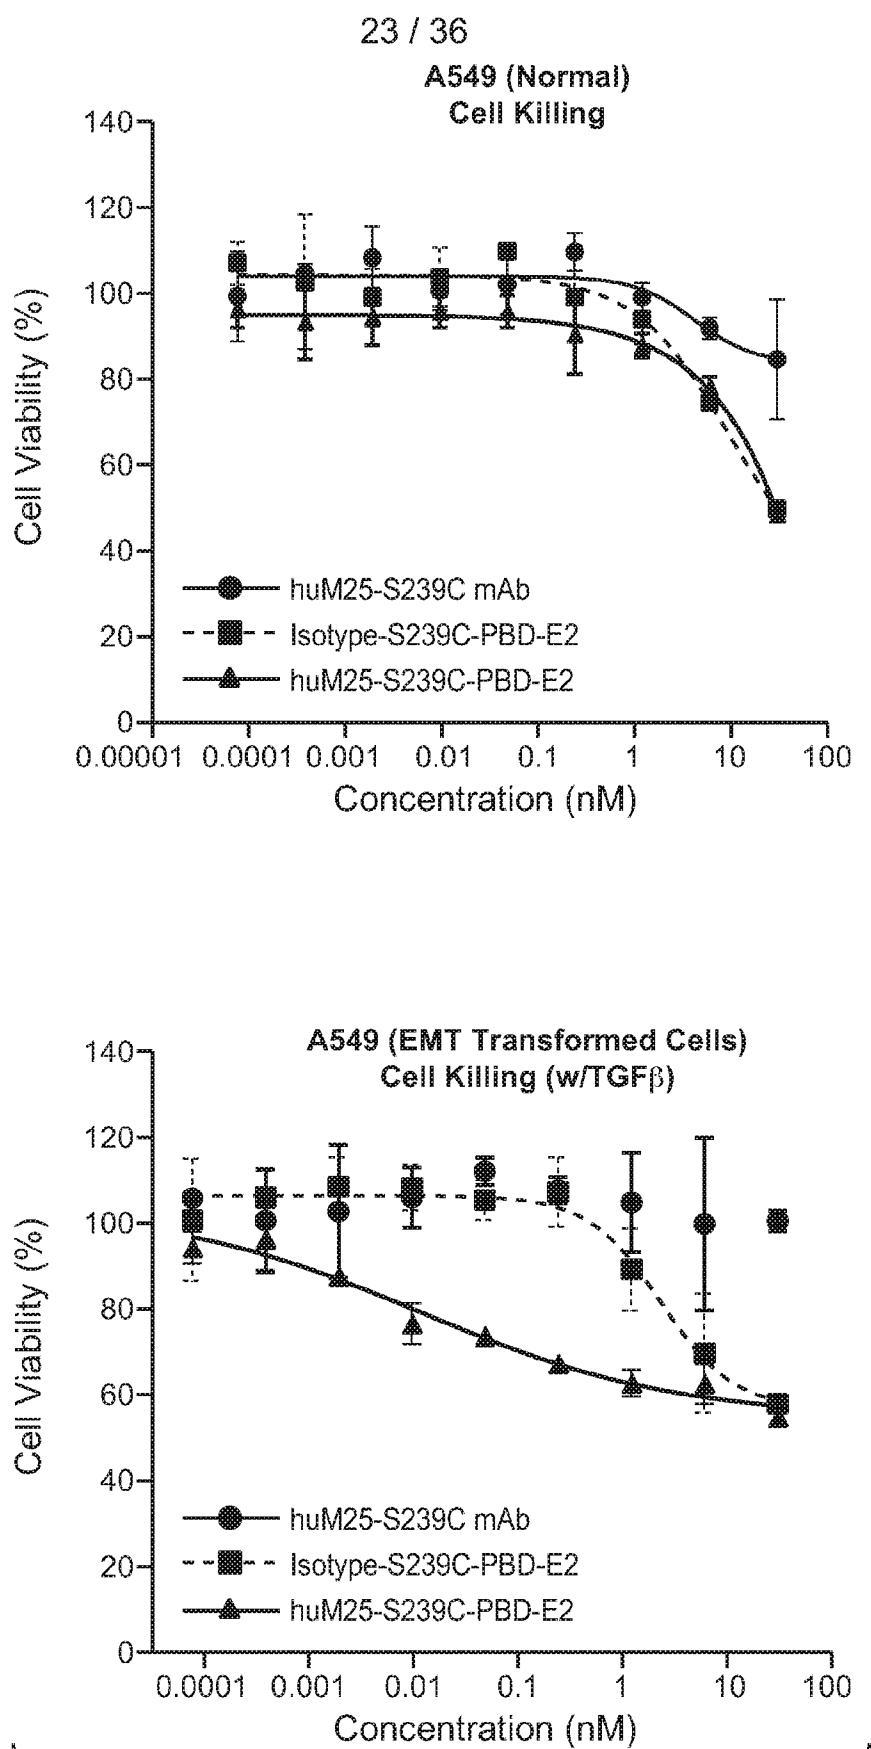 23 / 36
A549 (Normal)
Cell Killing
140
120
100
80
60
40
20
0
Cell Viability (%)
huM25-S239C mAb
Isotype-S239C-PBD-E2
huM25-S239C-PBD-E2
0.00001 0.0001 0.001 0.01 0.1 1 10 100
Concentration (nM)
A549 (EMT Transformed Cells)
Cell Killing (w/TGFβ)
140
120
100
80
60
40
20
0
Cell Viability (%)
huM25-S239C mAb
Isotype-S239C-PBD-E2
huM25-S239C-PBD-E2
0.0001 0.001 0.01 0.1 1 10 100
Concentration (nM)